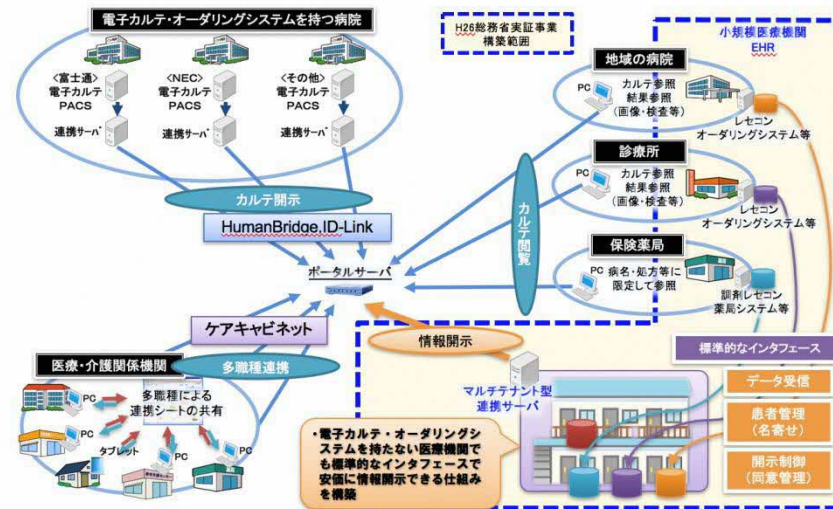 電子カルテ・オーダリングシステムを持つ病院
<富士通>
電子カルテ
PACS
連携サーバ
<NEC>
電子カルテ
PACS
連携サーバ
<その他>
電子カルテ
PACS
連携サーバ
H26総務省実証事業
構築範囲
小規模医療機関
EHR
地域の病院
PC
カルテ参照
結果参照
(画像・検査等)
レセコン
オーダリングシステム等
診療所
PC
カルテ参照
結果参照
(画像・検査等)
レセコン
オーダリングシステム等
保険薬局
PC
病名・処方等に
限定して参照
調剤レセコン
薬局システム等
カルテ開示
HumanBridge,ID-Link
カルテ閲覧
ポータルサーバ
ケアキャビネット
多職種連携
情報開示
医療・介護関係機関
PC
多職種による
連携シートの共有
PC
タブレット
PC
PC
マルチテナント型
連携サーバ
標準的なインタフェース
データ受信
患者管理
(名寄せ)
開示制御
(同意管理)
・電子カルテ・オーダリングシ
ステムを持たない医療機関で
も標準的なインタフェースで
安価に情報開示できる仕組み
を構築